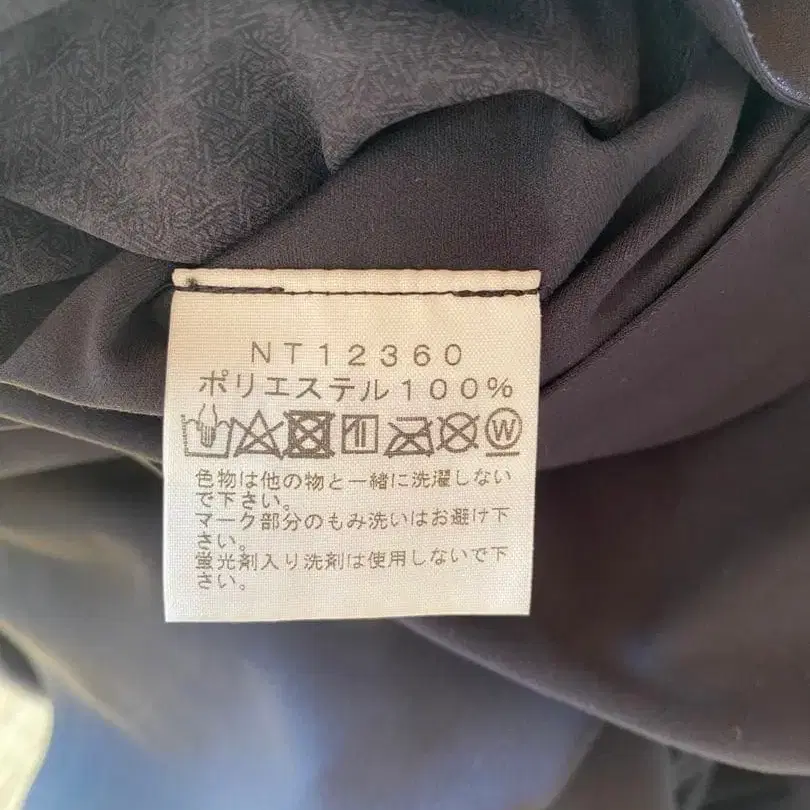 NT12360
ポリエステル100%
W
色物は他の物と一緒に洗濯しない
で下さい。
マーク部分のもみ洗いはお避け下
さい。
蛍光剤入り洗剤は使用しないで下
さい。